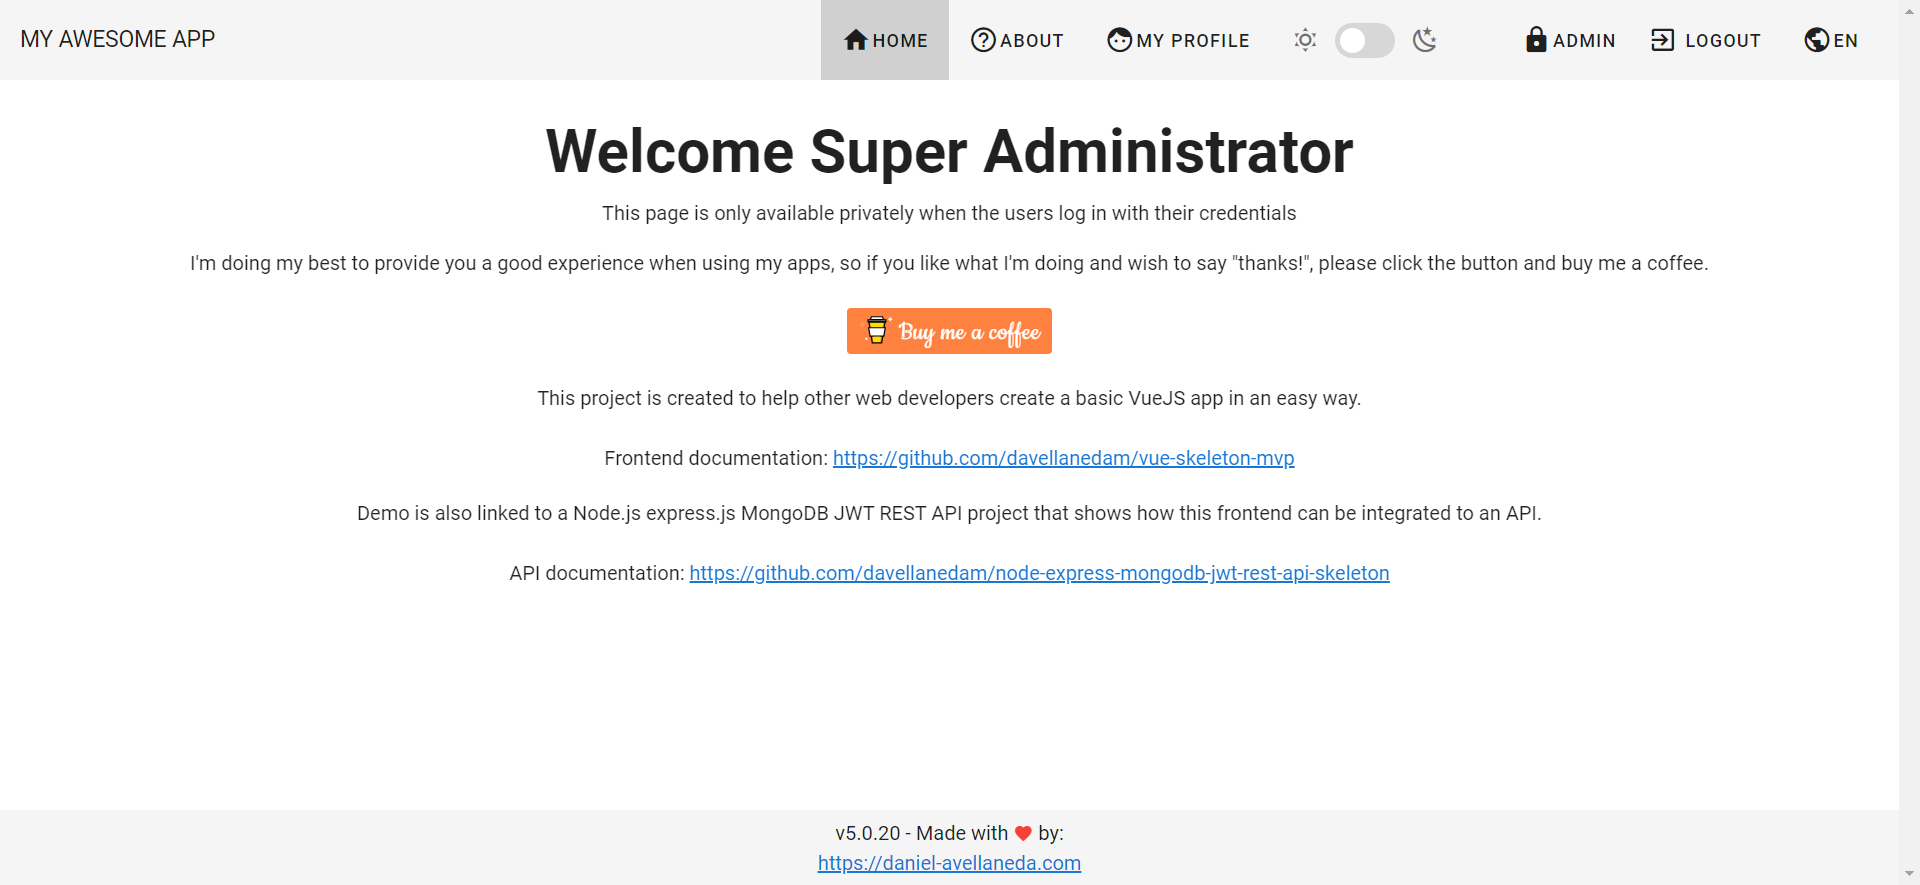 MY AWESOME APP
HOME
ABOUT
MY PROFILE
ADMIN
LOGOUT
EN
Welcome Super Administrator
This page is only available privately when the users log in with their credentials
I'm doing my best to provide you a good experience when using my apps, so if you like what I'm doing and wish to say "thanks!", please click the button and buy me a coffee.
Buy me a coffee
This project is created to help other web developers create a basic VueJS app in an easy way.
Frontend documentation: https://github.com/davellanedam/vue-skeleton-mvp
Demo is also linked to a Node.js express.js MongoDB JWT REST API project that shows how this frontend can be integrated to an API.
API documentation: https://github.com/davellanedam/node-express-mongodb-jwt-rest-api-skeleton
v5.0.20 - Made with ❤ by:
https://daniel-avellaneda.com